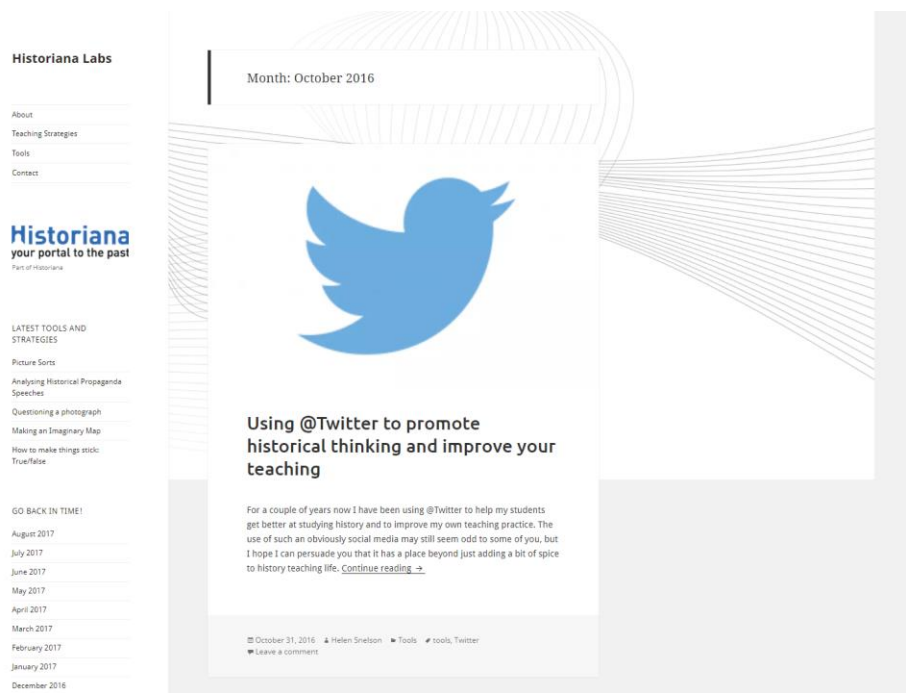 Historiana Labs
About
Teaching Strategies
Tools
Contact
Historiana
your portal to the past
Part of Historiana
LATEST TOOLS AND
STRATEGIES
Picture Sorts
Analysing Historical Propaganda
Speeches
Questioning a photograph
Making an Imaginary Map
How to make things stick:
True/false
GO BACK IN TIME!
August 2017
July 2017
June 2017
May 2017
April 2017
March 2017
February 2017
January 2017
December 2016
Month: October 2016
Using @Twitter to promote
historical thinking and improve your
teaching
For a couple of years now I have been using @Twitter to help my students
get better at studying history and to improve my own teaching practice. The
use of such an obviously social media may still seem odd to some of you, but
I hope I can persuade you that it has a place beyond just adding a bit of spice
to history teaching life. Continue reading →
October 31, 2016 Helen Snelson Tools tools, Twitter
Leave a comment